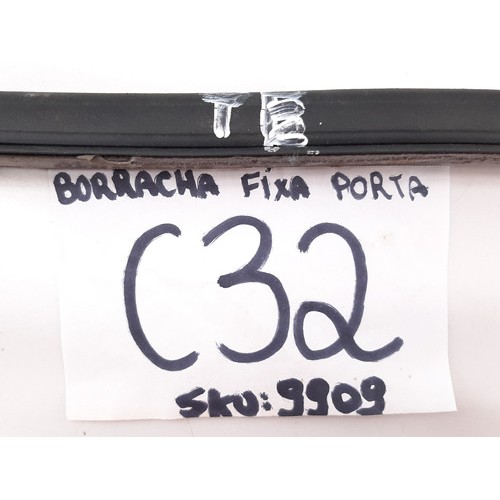 T
BORRACHA FIXA PORTA
C32
SKU: 9909